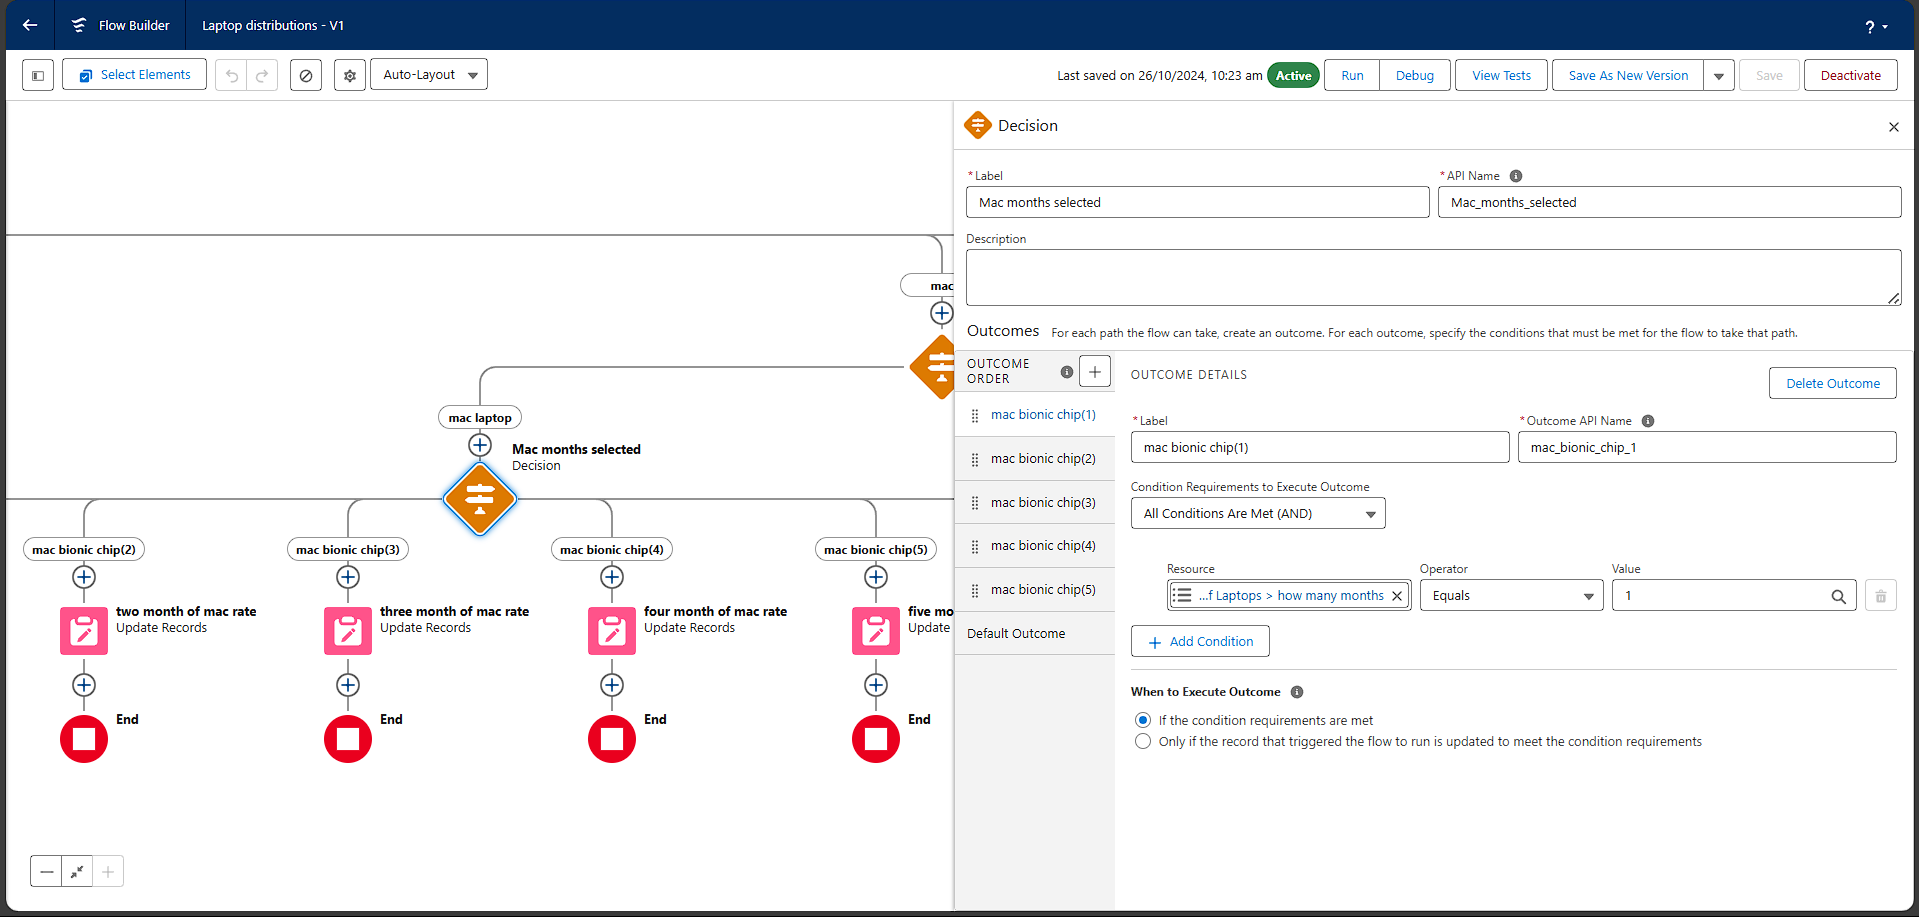 Flow Builder
Laptop distributions - V1
?
Select Elements
Auto-Layout
Last saved on 26/10/2024, 10:23 am
Active
Run
Debug
View Tests
Save As New Version
Save
Deactivate
mac
mac laptop
Mac months selected
Decision
mac bionic chip(2)
mac bionic chip(3)
mac bionic chip(4)
mac bionic chip(5)
two month of mac rate
Update Records
three month of mac rate
Update Records
four month of mac rate
Update Records
five mo
Update
End
End
End
End
Decision
* Label
Mac months selected
* API Name
Mac_months_selected
Description
Outcomes
For each path the flow can take, create an outcome. For each outcome, specify the conditions that must be met for the flow to take that path.
OUTCOME
ORDER
mac bionic chip(1)
mac bionic chip(2)
mac bionic chip(3)
mac bionic chip(4)
mac bionic chip(5)
Default Outcome
OUTCOME DETAILS
Delete Outcome
* Label
mac bionic chip(1)
* Outcome API Name
mac_bionic_chip_1
Condition Requirements to Execute Outcome
All Conditions Are Met (AND)
Resource
...f Laptops > how many months
Operator
Equals
Value
1
Add Condition
When to Execute Outcome
If the condition requirements are met
Only if the record that triggered the flow to run is updated to meet the condition requirements